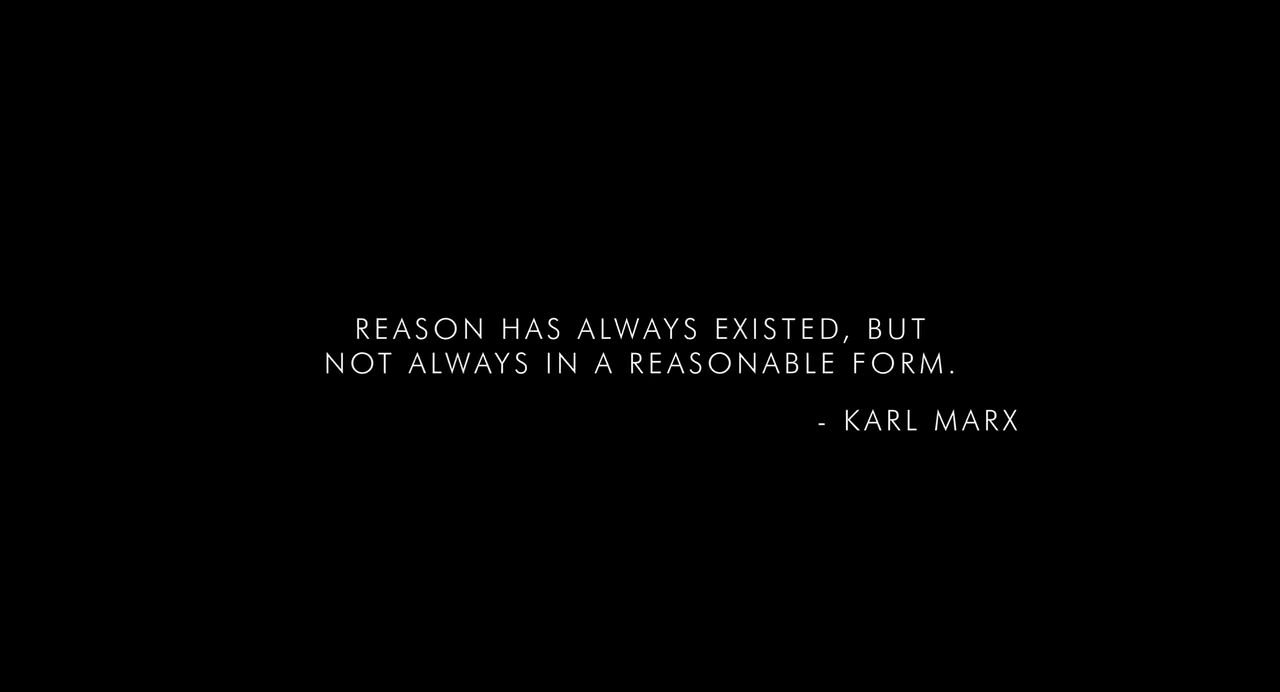 REASON HAS ALWAYS EXISTED, BUT
NOT ALWAYS IN A REASONABLE FORM.
- KARL MARX